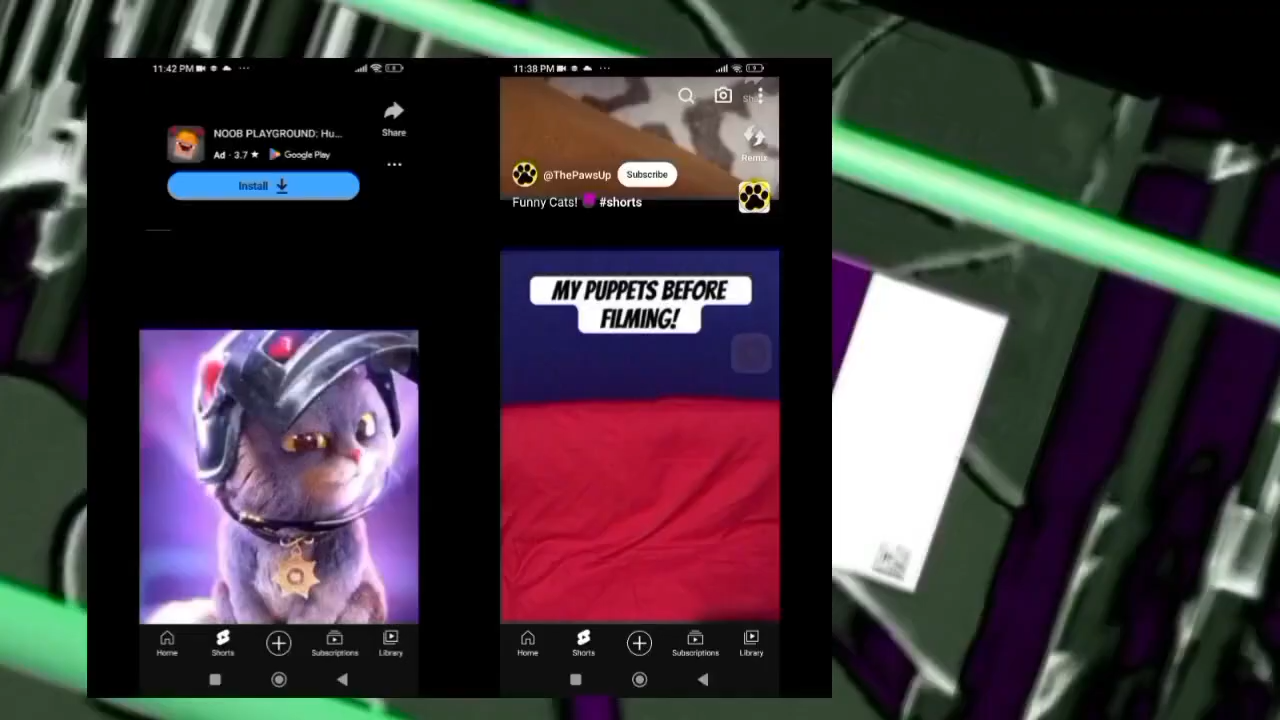 11:42 PM
Share
NOOB PLAYGROUND: Hu...
Ad · 3.7 ★ Google Play
Install
Home
Shorts
Subscriptions
Library
11:38 PM
Remix
@ThePawsUp
Subscribe
Funny Cats! #shorts
MY PUPPETS BEFORE
FILMING!
Home
Shorts
Subscriptions
Library